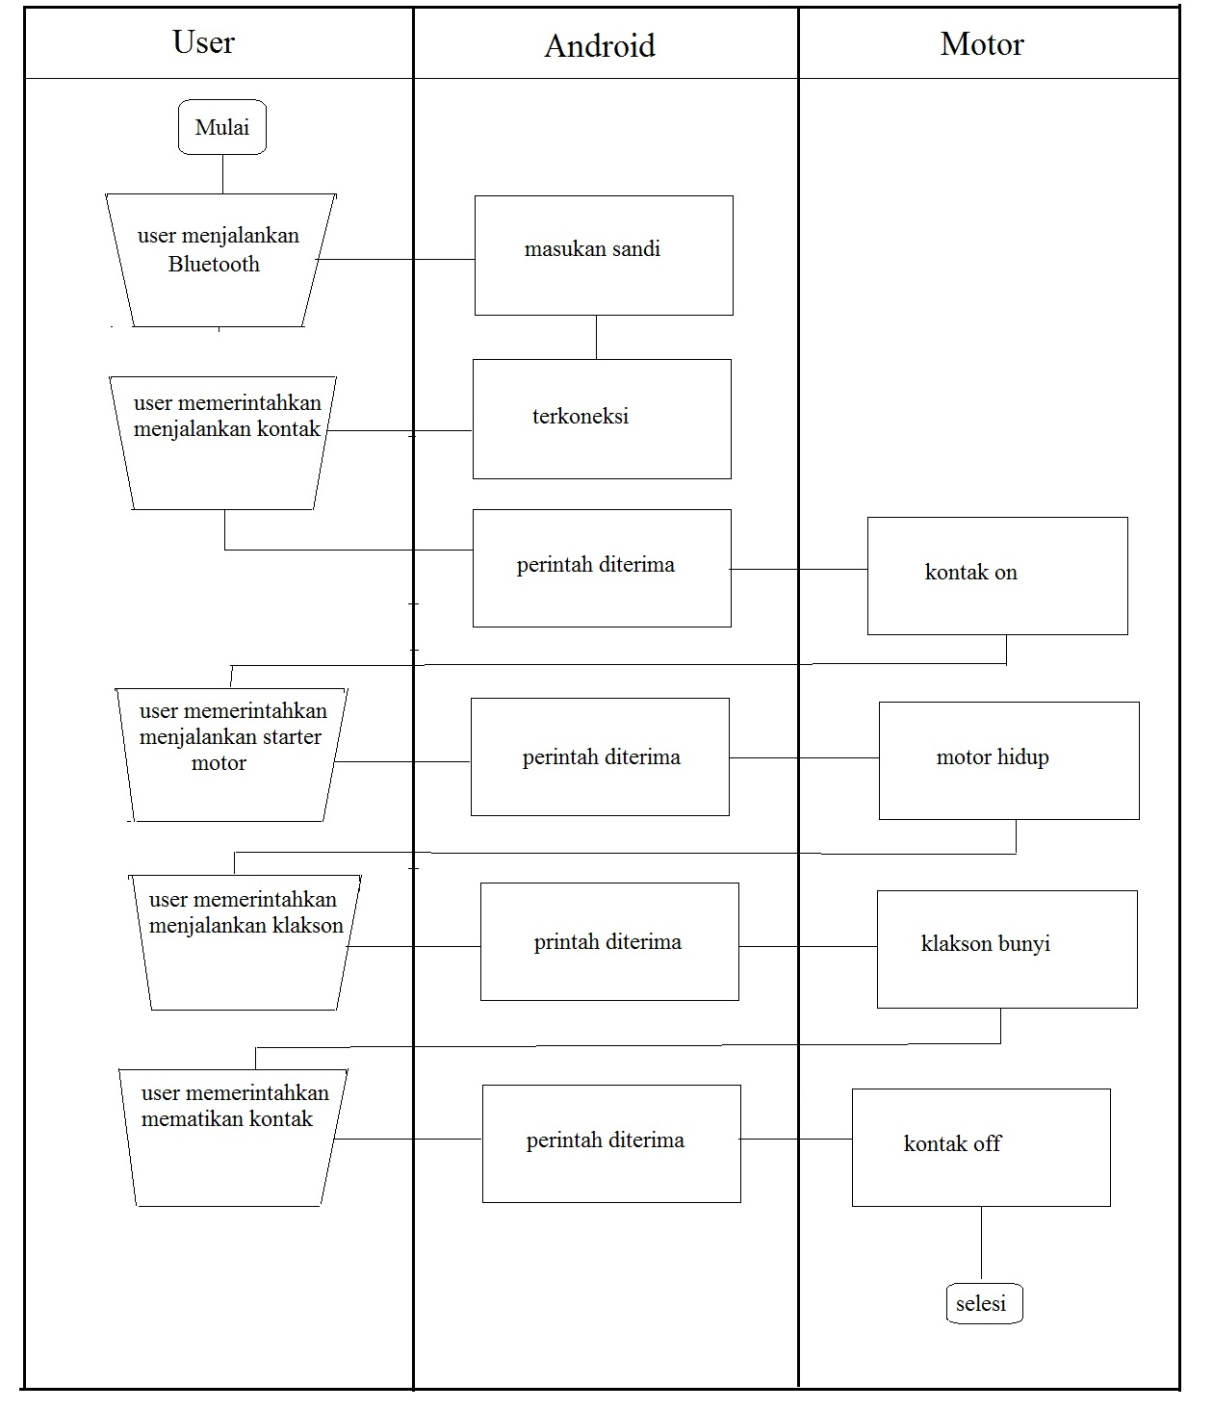 User
Android
Motor
Mulai
user menjalankan
Bluetooth
masukan sandi
user memerintahkan
menjalankan kontak
terkoneksi
perintah diterima
kontak on
user memerintahkan
menjalankan starter
motor
perintah diterima
motor hidup
user memerintahkan
menjalankan klakson
printah diterima
klakson bunyi
user memerintahkan
mematikan kontak
perintah diterima
kontak off
selesi